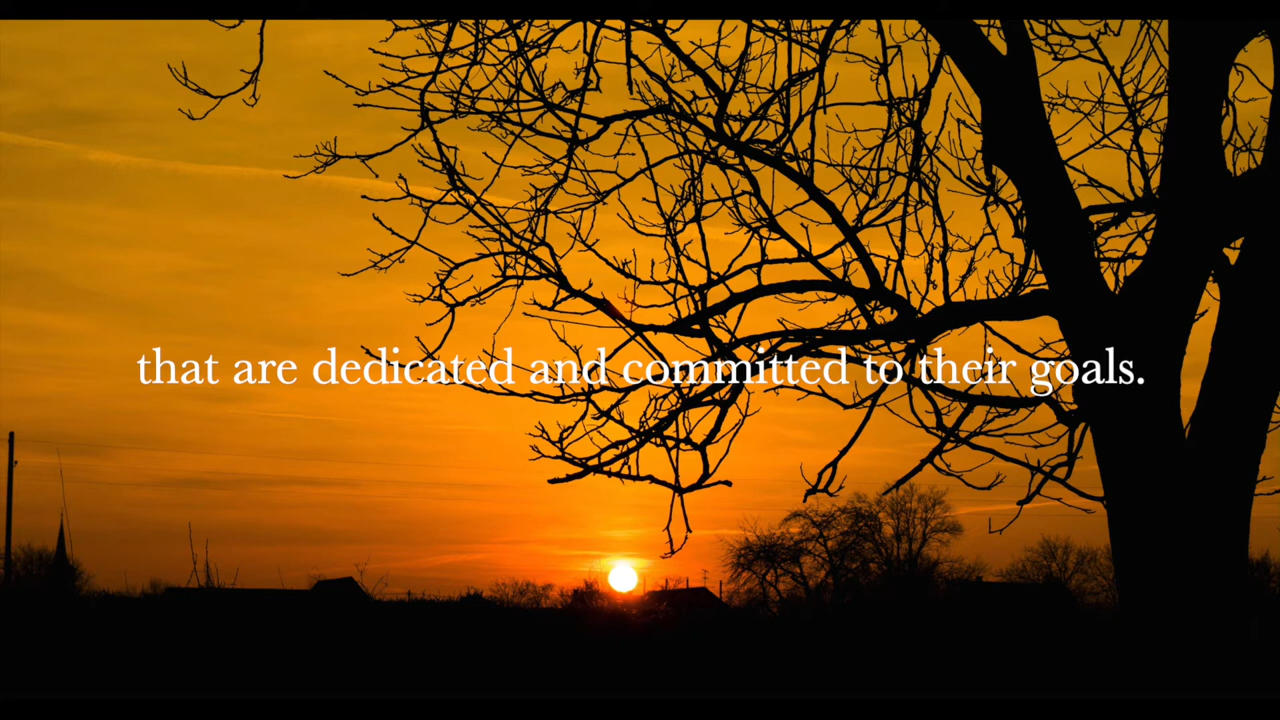 that are dedicated and committed to their goals.